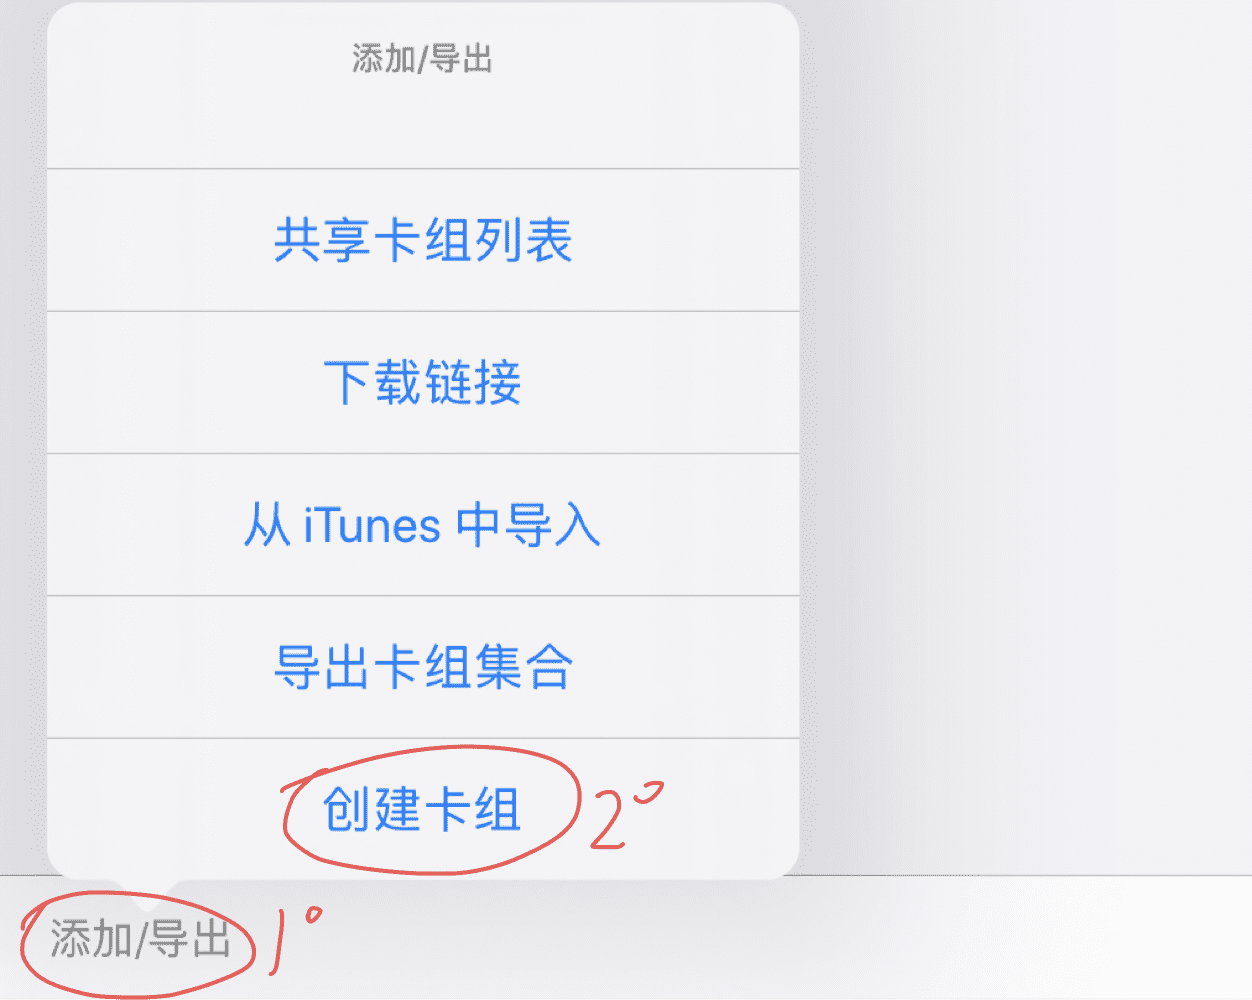 添加/导出
共享卡组列表
下载链接
从 iTunes 中导入
导出卡组集合
创建卡组 2°
添加/导出 1°